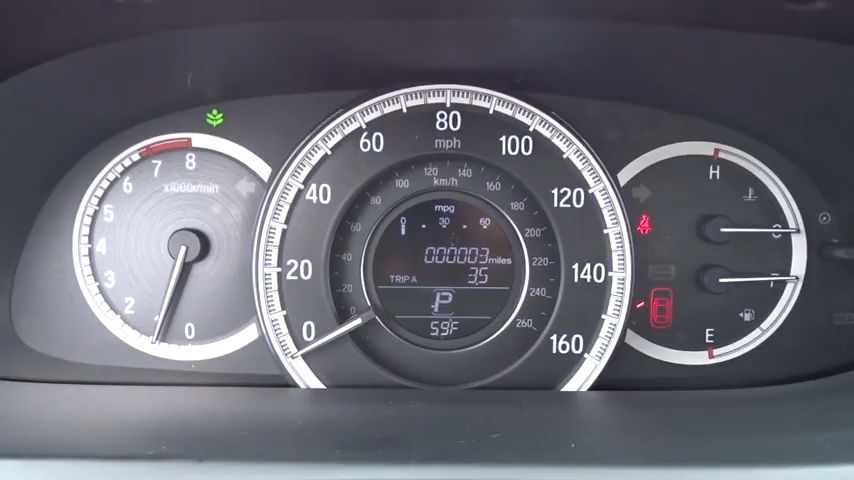 8
7
6
5
4
3
2
0
x1000r/min
80
mph
60
100
40
120
20
140
0
160
120
100
140
km/h
80
160
60
180
40
200
20
220
0
240
260
mpg
0 30 60
000003 miles
TRIP A 3.5
P
59F
H
E